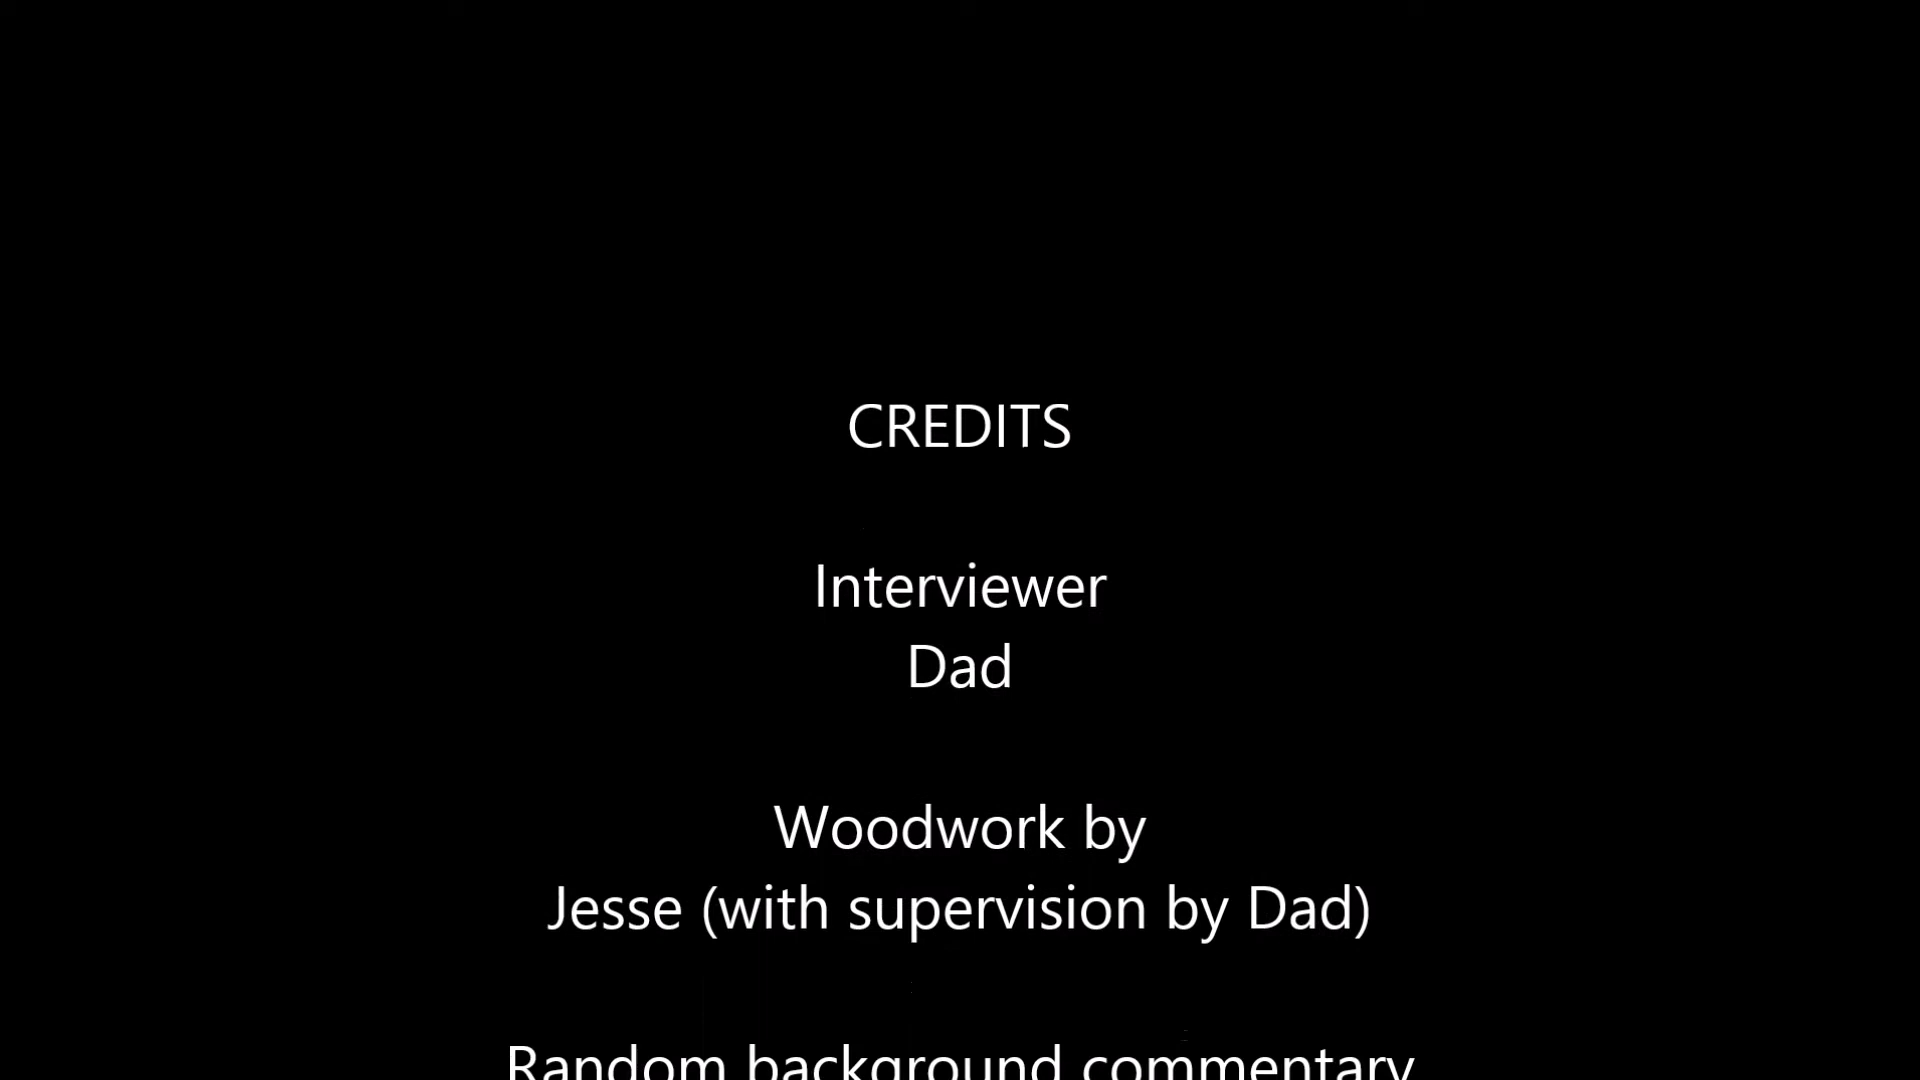 CREDITS
Interviewer
Dad
Woodwork by
Jesse (with supervision by Dad)
Random background commentary